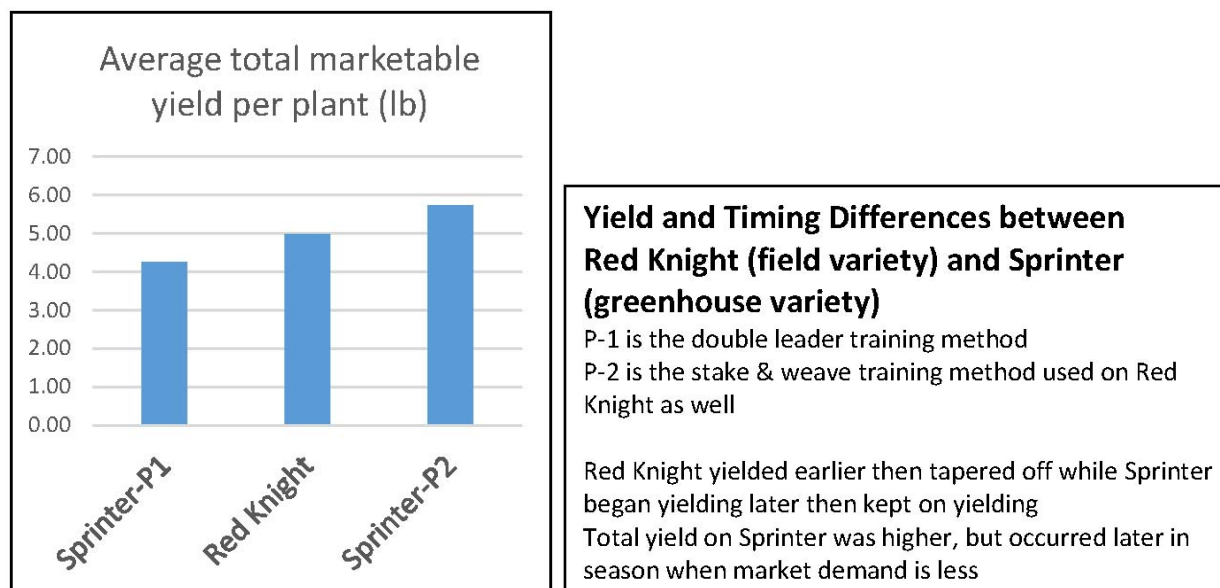 Average total marketable
yield per plant (lb)
7.00
6.00
5.00
4.00
3.00
2.00
1.00
0.00
Sprinter-P1
Red Knight
Sprinter-P2
Yield and Timing Differences between
Red Knight (field variety) and Sprinter
(greenhouse variety)
P-1 is the double leader training method
P-2 is the stake & weave training method used on Red
Knight as well
Red Knight yielded earlier then tapered off while Sprinter
began yielding later then kept on yielding
Total yield on Sprinter was higher, but occurred later in
season when market demand is less